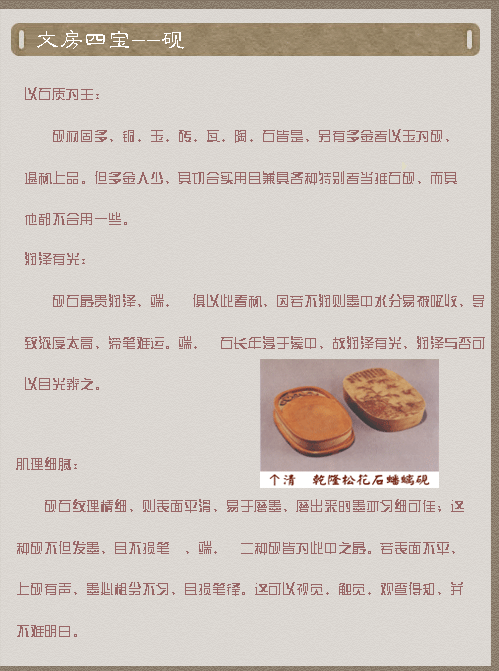 文房四宝--砚
以石质为主：
砚材固多、铜．玉．砖．瓦．陶．石皆是、另有多金者以玉为砚、
堪称上品。但多金人少、真切合实用且兼具各种特别者当推石砚、而其
他都不合用一些。
润泽有光：
砚石最贵润泽、端．　俱以此着称、因若不润则墨中水分易被吸收、导
致浓度太高、滞笔难运。端．　石长年浸于溪中、故润泽有光、润泽与否可
以目光辨之。
个清　乾隆松花石蟠螭砚
肌理细腻：
砚石纹理精细、则表面平滑、易于磨墨、磨出来的墨亦匀细可佳；这
种砚不但发墨、且不损笔　、端．　二种砚皆为此中之最。若表面不平、
上砚有声、墨必粗劣不匀、且损笔锋。这可以视觉．触觉．观查得知、并
不难明白。